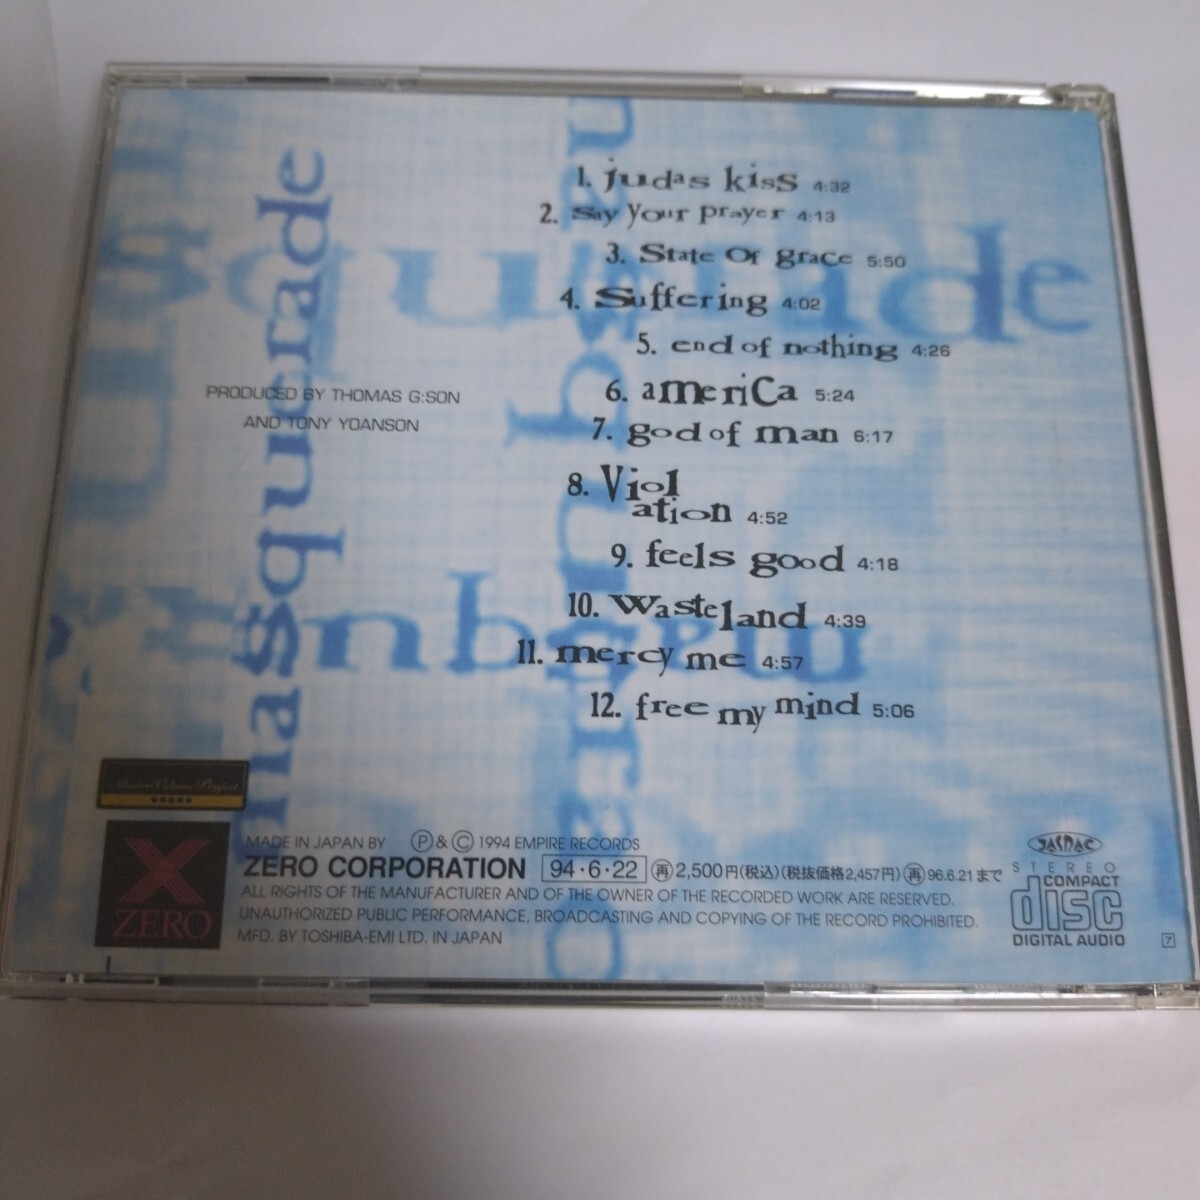 masquerade
1. judas kiss 4:32
2. say your prayer 4:13
3. State Of grace 5:50
4. Suffering 4:02
5. end of nothing 4:26
6. ameriCa 5:24
7. god of man 6:17
8. Viol
ation 4:52
9. feels good 4:18
10. Wasteland 4:39
11. mercy me 4:57
12. free my mind 5:06
PRODUCED BY THOMAS G:SON
AND TONY YOANSON
X
ZERO
MADE IN JAPAN BY Ⓟ & Ⓒ 1994 EMPIRE RECORDS
ZERO CORPORATION 94・6・22 ㊢2,500円(税込)(税抜価格2,457円)㊢96.6.21まで
ALL RIGHTS OF THE MANUFACTURER AND OF THE OWNER OF THE RECORDED WORK ARE RESERVED.
UNAUTHORIZED PUBLIC PERFORMANCE, BROADCASTING AND COPYING OF THE RECORD PROHIBITED.
MFD. BY TOSHIBA-EMI LTD. IN JAPAN
JASRAC
STEREO
COMPACT
disc
DIGITAL AUDIO
ア